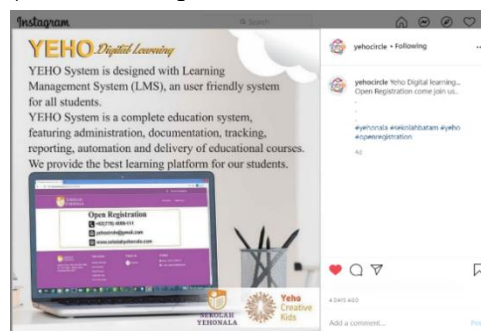 Instagram
Search
YEHO Digital Learning
YEHO System is designed with Learning
Management System (LMS), an user friendly system
for all students.
YEHO System is a complete education system,
featuring administration, documentation, tracking,
reporting, automation and delivery of educational courses.
We provide the best learning platform for our students.
Open Registration
SEKOLAH
YEHONALA
Yeho
Creative
Kids
yehocircle • Following
yehocircle Yeho Digital learning...
Open Registration come join us..
.
.
.
#yehonala #sekolahbatam #yeho
#openregistration
4d
4 DAYS AGO
Add a comment...